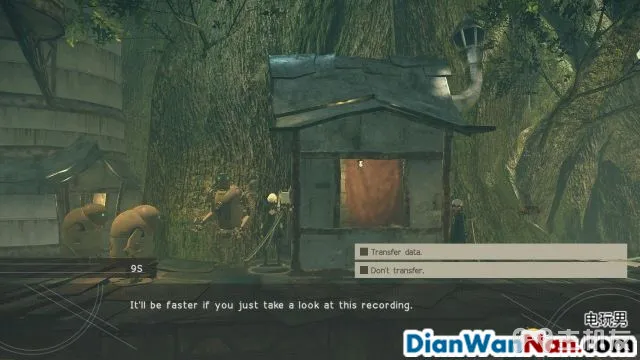 Transfer data.
Don't transfer.
9S
It'll be faster if you just take a look at this recording.
电玩男
DianWanNan.com